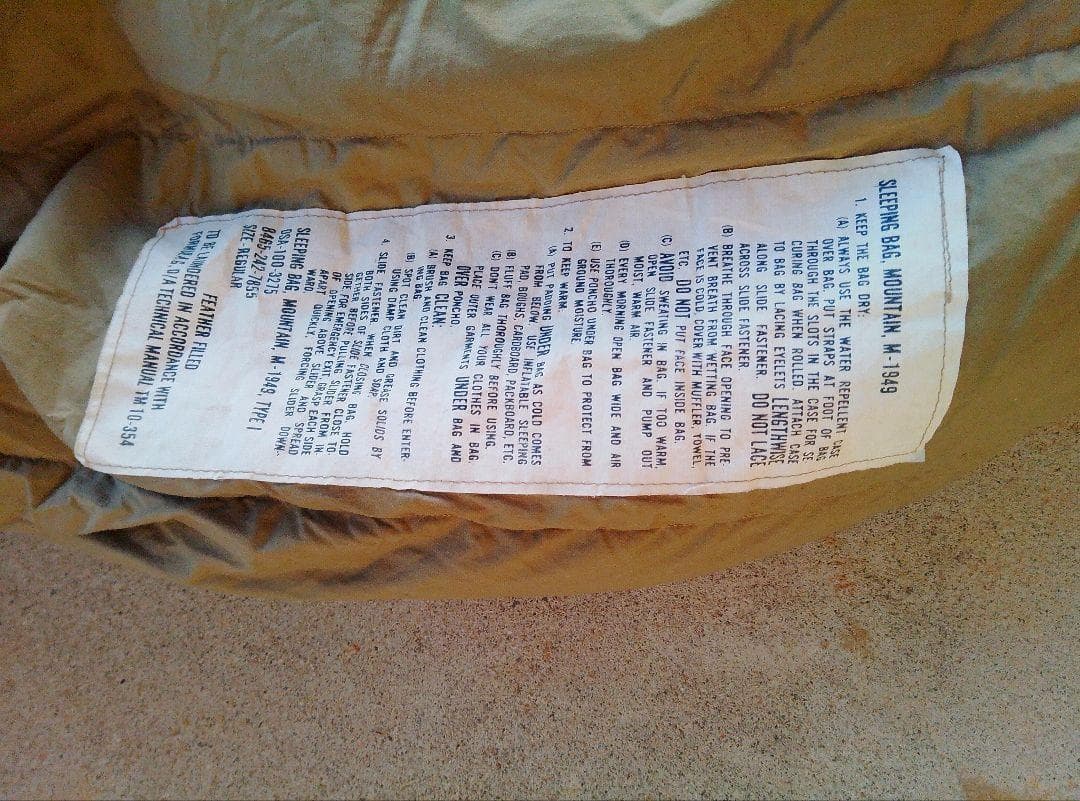 SLEEPING BAG, MOUNTAIN M-1949
1. KEEP THE BAG DRY:
(A) ALWAYS USE THE WATER REPELLENT CASE
OVER BAG. PUT STRAPS AT FOOT OF BAG
THROUGH THE SLOTS IN THE CASE FOR SE-
CURING BAG WHEN ROLLED. ATTACH CASE
TO BAG BY LACING EYELETS LENGTHWISE
ALONG SLIDE FASTENER. DO NOT LACE
ACROSS SLIDE FASTENER.
(B) BREATHE THROUGH FACE OPENING TO PRE-
VENT BREATH FROM WETTING BAG. IF THE
FACE IS COLD, COVER WITH MUFFLER, TOWEL,
ETC. DO NOT PUT FACE INSIDE BAG.
(C) AVOID SWEATING IN BAG. IF TOO WARM,
OPEN SLIDE FASTENER AND PUMP OUT
MOIST, WARM AIR.
(D) EVERY MORNING OPEN BAG WIDE AND AIR
THOROUGHLY.
(E) USE PONCHO UNDER BAG TO PROTECT FROM
GROUND MOISTURE.
2. TO KEEP WARM:
(A) PUT PADDING UNDER BAG AS COLD COMES
FROM BELOW. USE INFLATABLE SLEEPING
PAD BOUGHS, CARDBOARD, PACKBOARD, ETC.
(B) FLUFF BAG THOROUGHLY BEFORE USING.
(C) DON'T WEAR ALL YOUR CLOTHES IN BAG.
PLACE OUTER GARMENTS UNDER BAG AND
OVER PONCHO.
3. KEEP BAG CLEAN:
(A) BRUSH AND CLEAN CLOTHING BEFORE ENTER-
ING BAG.
(B) SPOT CLEAN DIRT AND GREASE SOLIDS BY
USING DAMP CLOTH AND SOAP.
4. SLIDE FASTENER. WHEN CLOSING BAG, HOLD
BOTH SIDES OF SLIDE FASTENER CLOSE TO-
GETHER BEFORE PULLING SLIDER FROM IN-
SIDE. FOR EMERGENCY EXIT: GRASP EACH SIDE
OF OPENING ABOVE SLIDER AND SPREAD
APART QUICKLY, FORCING SLIDER DOWN-
WARD.
SLEEPING BAG, MOUNTAIN, M-1949, TYPE I
DSA-100-3275
8465-242-7855
SIZE-REGULAR
FEATHER FILLED
TO BE LAUNDERED IN ACCORDANCE WITH
FORMULA, D/A TECHNICAL MANUAL TM 10-354